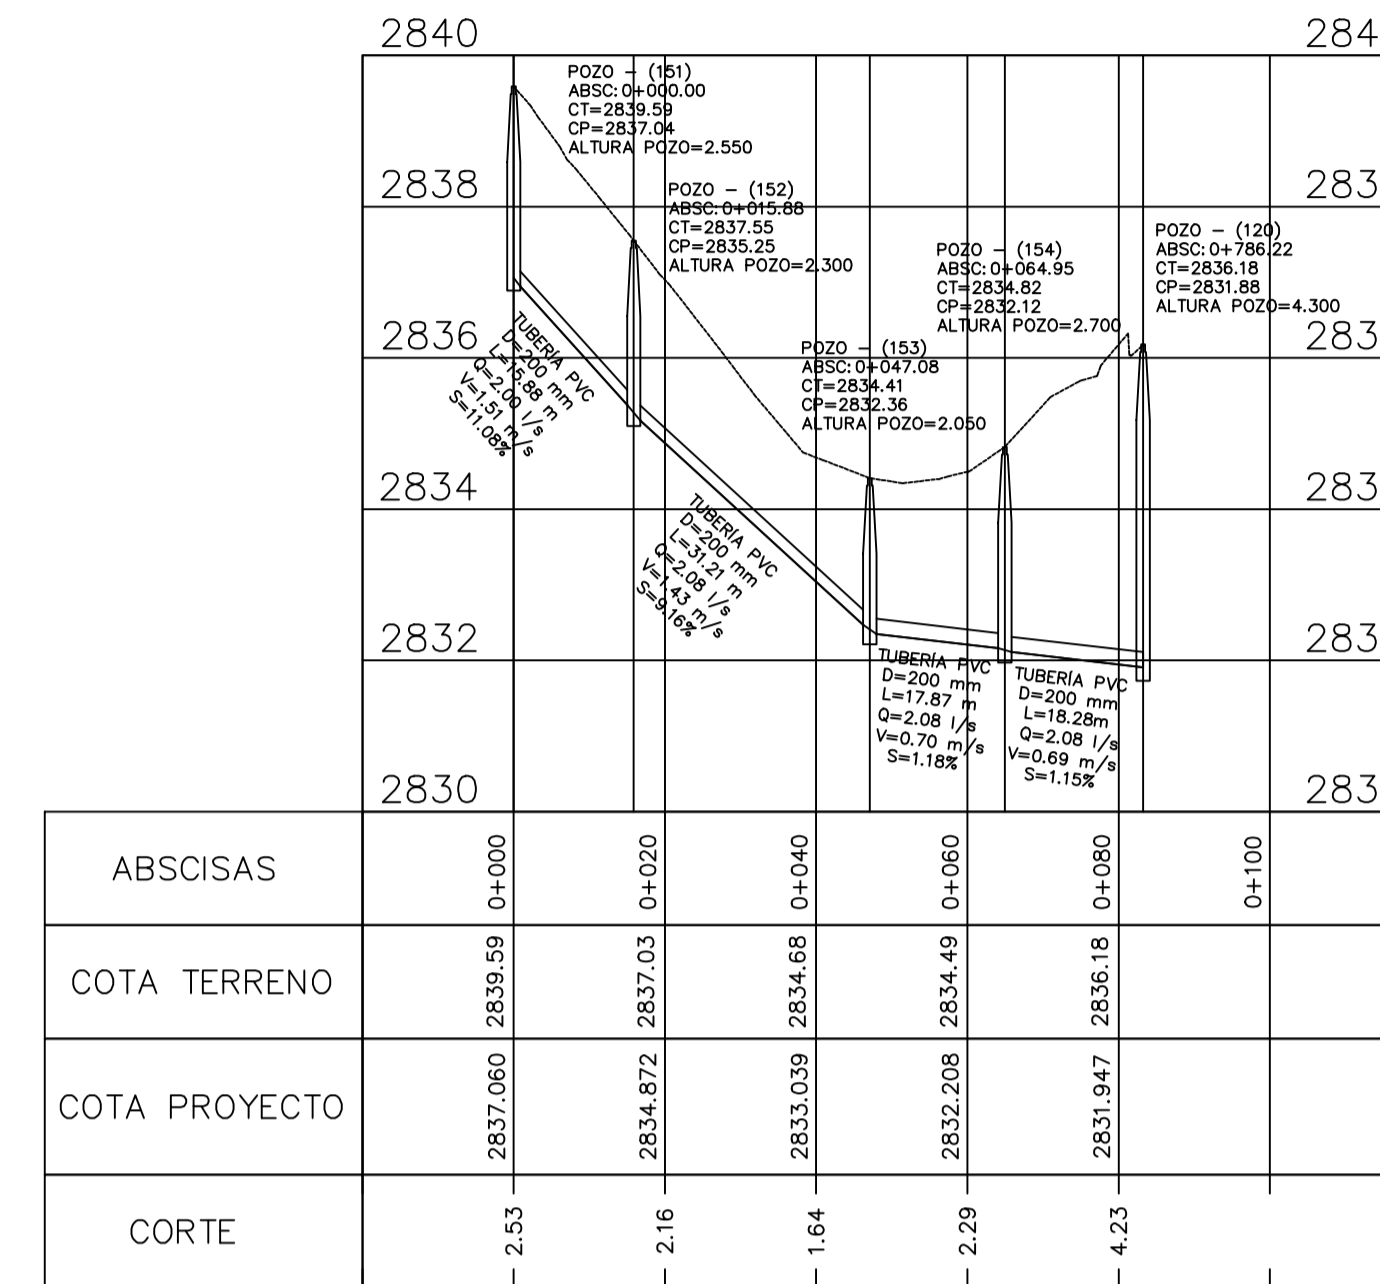 2840
284
POZO - (151)
ABSC: 0+000.00
CT=2839.59
CP=2837.04
ALTURA POZO=2.550
2838
283
POZO - (152)
ABSC: 0+015.88
CT=2837.55
CP=2835.25
ALTURA POZO=2.300
POZO - (154)
ABSC: 0+064.95
CT=2834.82
CP=2832.12
ALTURA POZO=2.700
POZO - (120)
ABSC: 0+786.22
CT=2836.18
CP=2831.88
ALTURA POZO=4.300
2836
283
POZO - (153)
ABSC: 0+047.08
CT=2834.41
CP=2832.36
ALTURA POZO=2.050
TUBERÍA PVC
D=200 mm
L=15.88 m
Q=2.00 l/s
V=1.51 m/s
S=11.08%
2834
283
TUBERÍA PVC
D=200 mm
L=31.21 m
Q=2.08 l/s
V=1.43 m/s
S=9.16%
2832
283
TUBERÍA PVC
D=200 mm
L=17.87 m
Q=2.08 l/s
V=0.70 m/s
S=1.18%
TUBERÍA PVC
D=200 mm
L=18.28m
Q=2.08 l/s
V=0.69 m/s
S=1.15%
2830
283
ABSCISAS
0+000
0+020
0+040
0+060
0+080
0+100
COTA TERRENO
2839.59
2837.03
2834.68
2834.49
2836.18
COTA PROYECTO
2837.060
2834.872
2833.039
2832.208
2831.947
CORTE
2.53
2.16
1.64
2.29
4.23